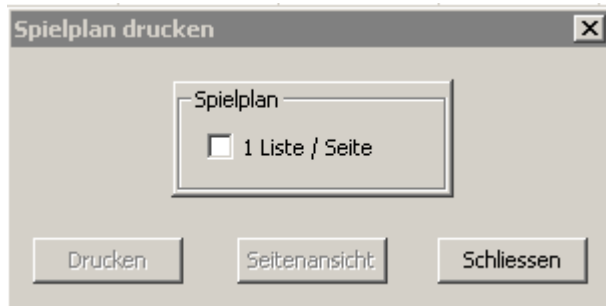 Spielplan drucken
Spielplan
1 Liste / Seite
Drucken
Seitenansicht
Schliessen